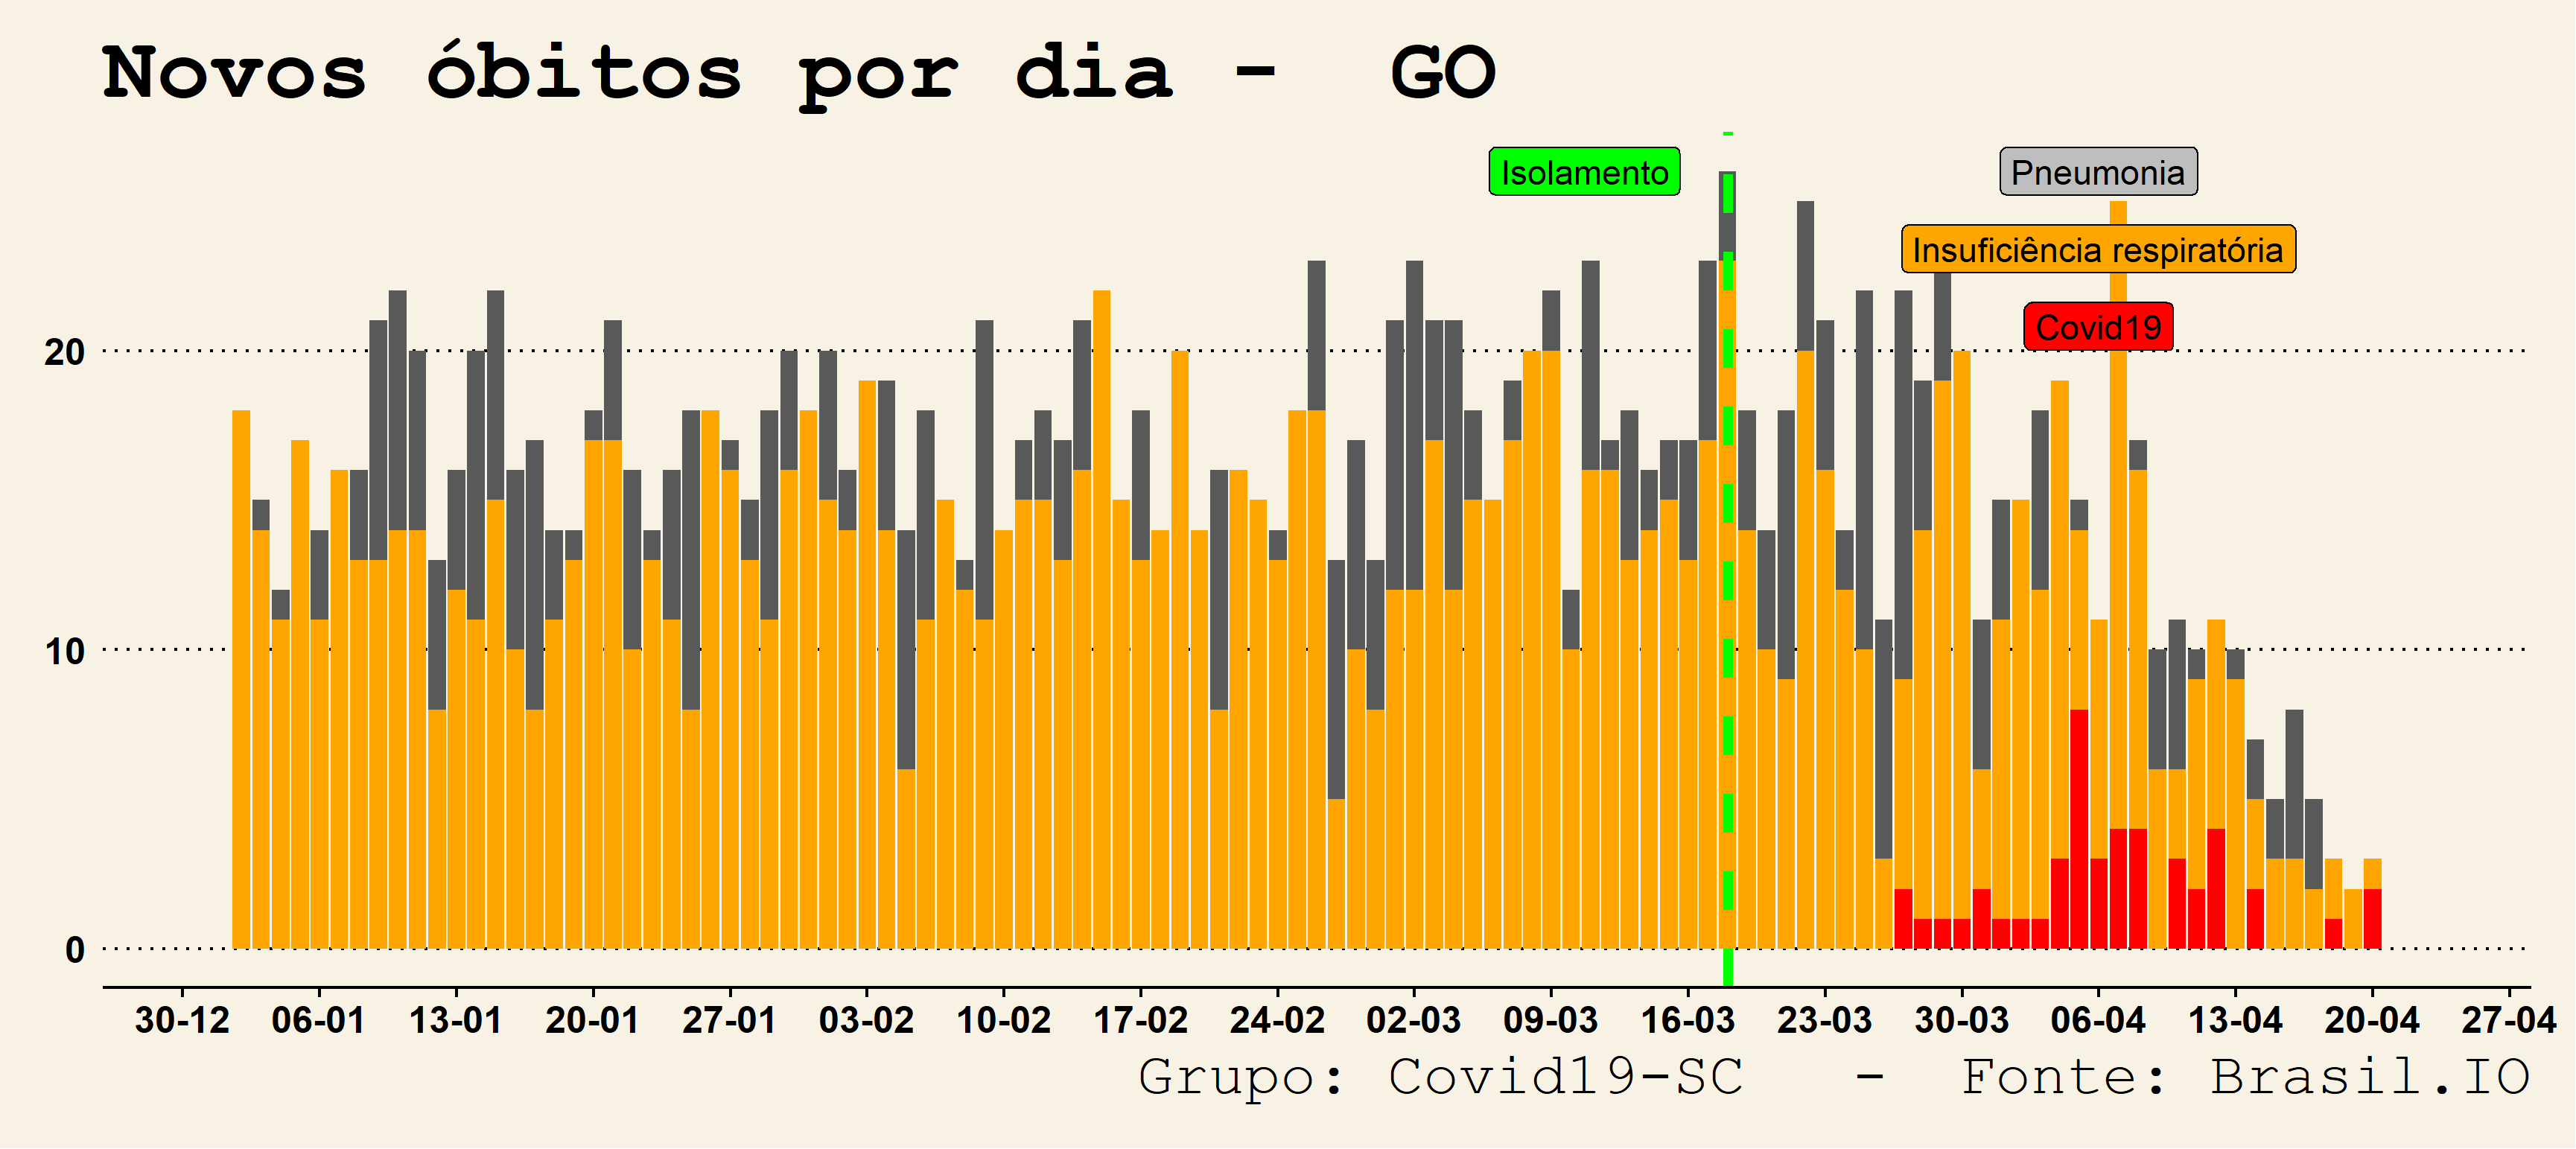 Novos óbitos por dia - GO
Isolamento
Pneumonia
Insuficiência respiratória
Covid19
20
10
0
30-12 06-01 13-01 20-01 27-01 03-02 10-02 17-02 24-02 02-03 09-03 16-03 23-03 30-03 06-04 13-04 20-04 27-04
Grupo: Covid19-SC - Fonte: Brasil.IO